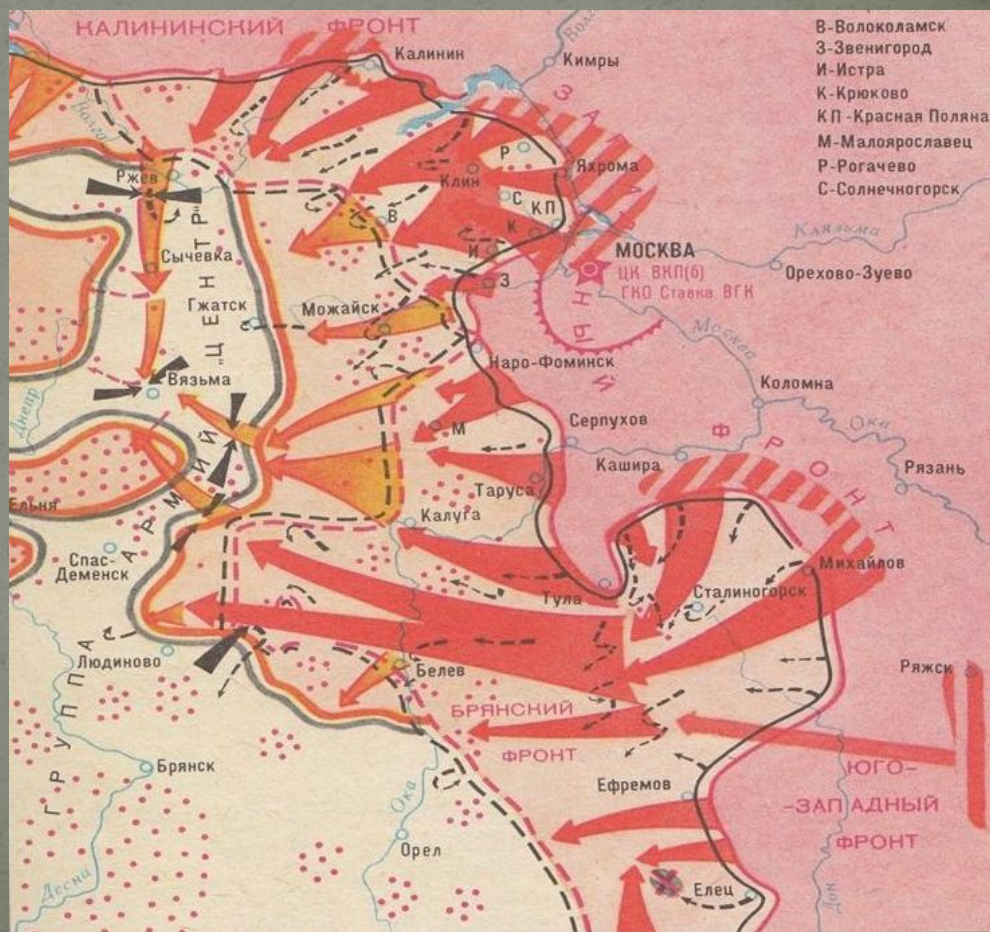 КАЛИНИНСКИЙ ФРОНТ
В-Волоколамск
З-Звенигород
И-Истра
К-Крюково
КП-Красная Поляна
М-Малоярославец
Р-Рогачево
С-Солнечногорск
Калинин
Кимры
Волга
Ржев
Клин
Р
Яхрома
С
КП
К
В
И
З
МОСКВА
ЦК ВКП(б)
ГКО Ставка ВГК
Клязьма
Орехово-Зуево
Сычевка
Гжатск
Можайск
Наро-Фоминск
Москва
Вязьма
Днепр
Коломна
Ока
М
Серпухов
Кашира
Рязань
ЗАПАДНЫЙ ФРОНТ
Ельня
Таруса
Калуга
Спас-
Деменск
Тула
Сталиногорск
Михайлов
Людиново
Белев
Ряжск
БРЯНСКИЙ
ФРОНТ
ГРУППА АРМИЙ „ЦЕНТР"
Брянск
Ефремов
ЮГО-
-ЗАПАДНЫЙ
ФРОНТ
Ока
Орел
Десна
Елец
Дон